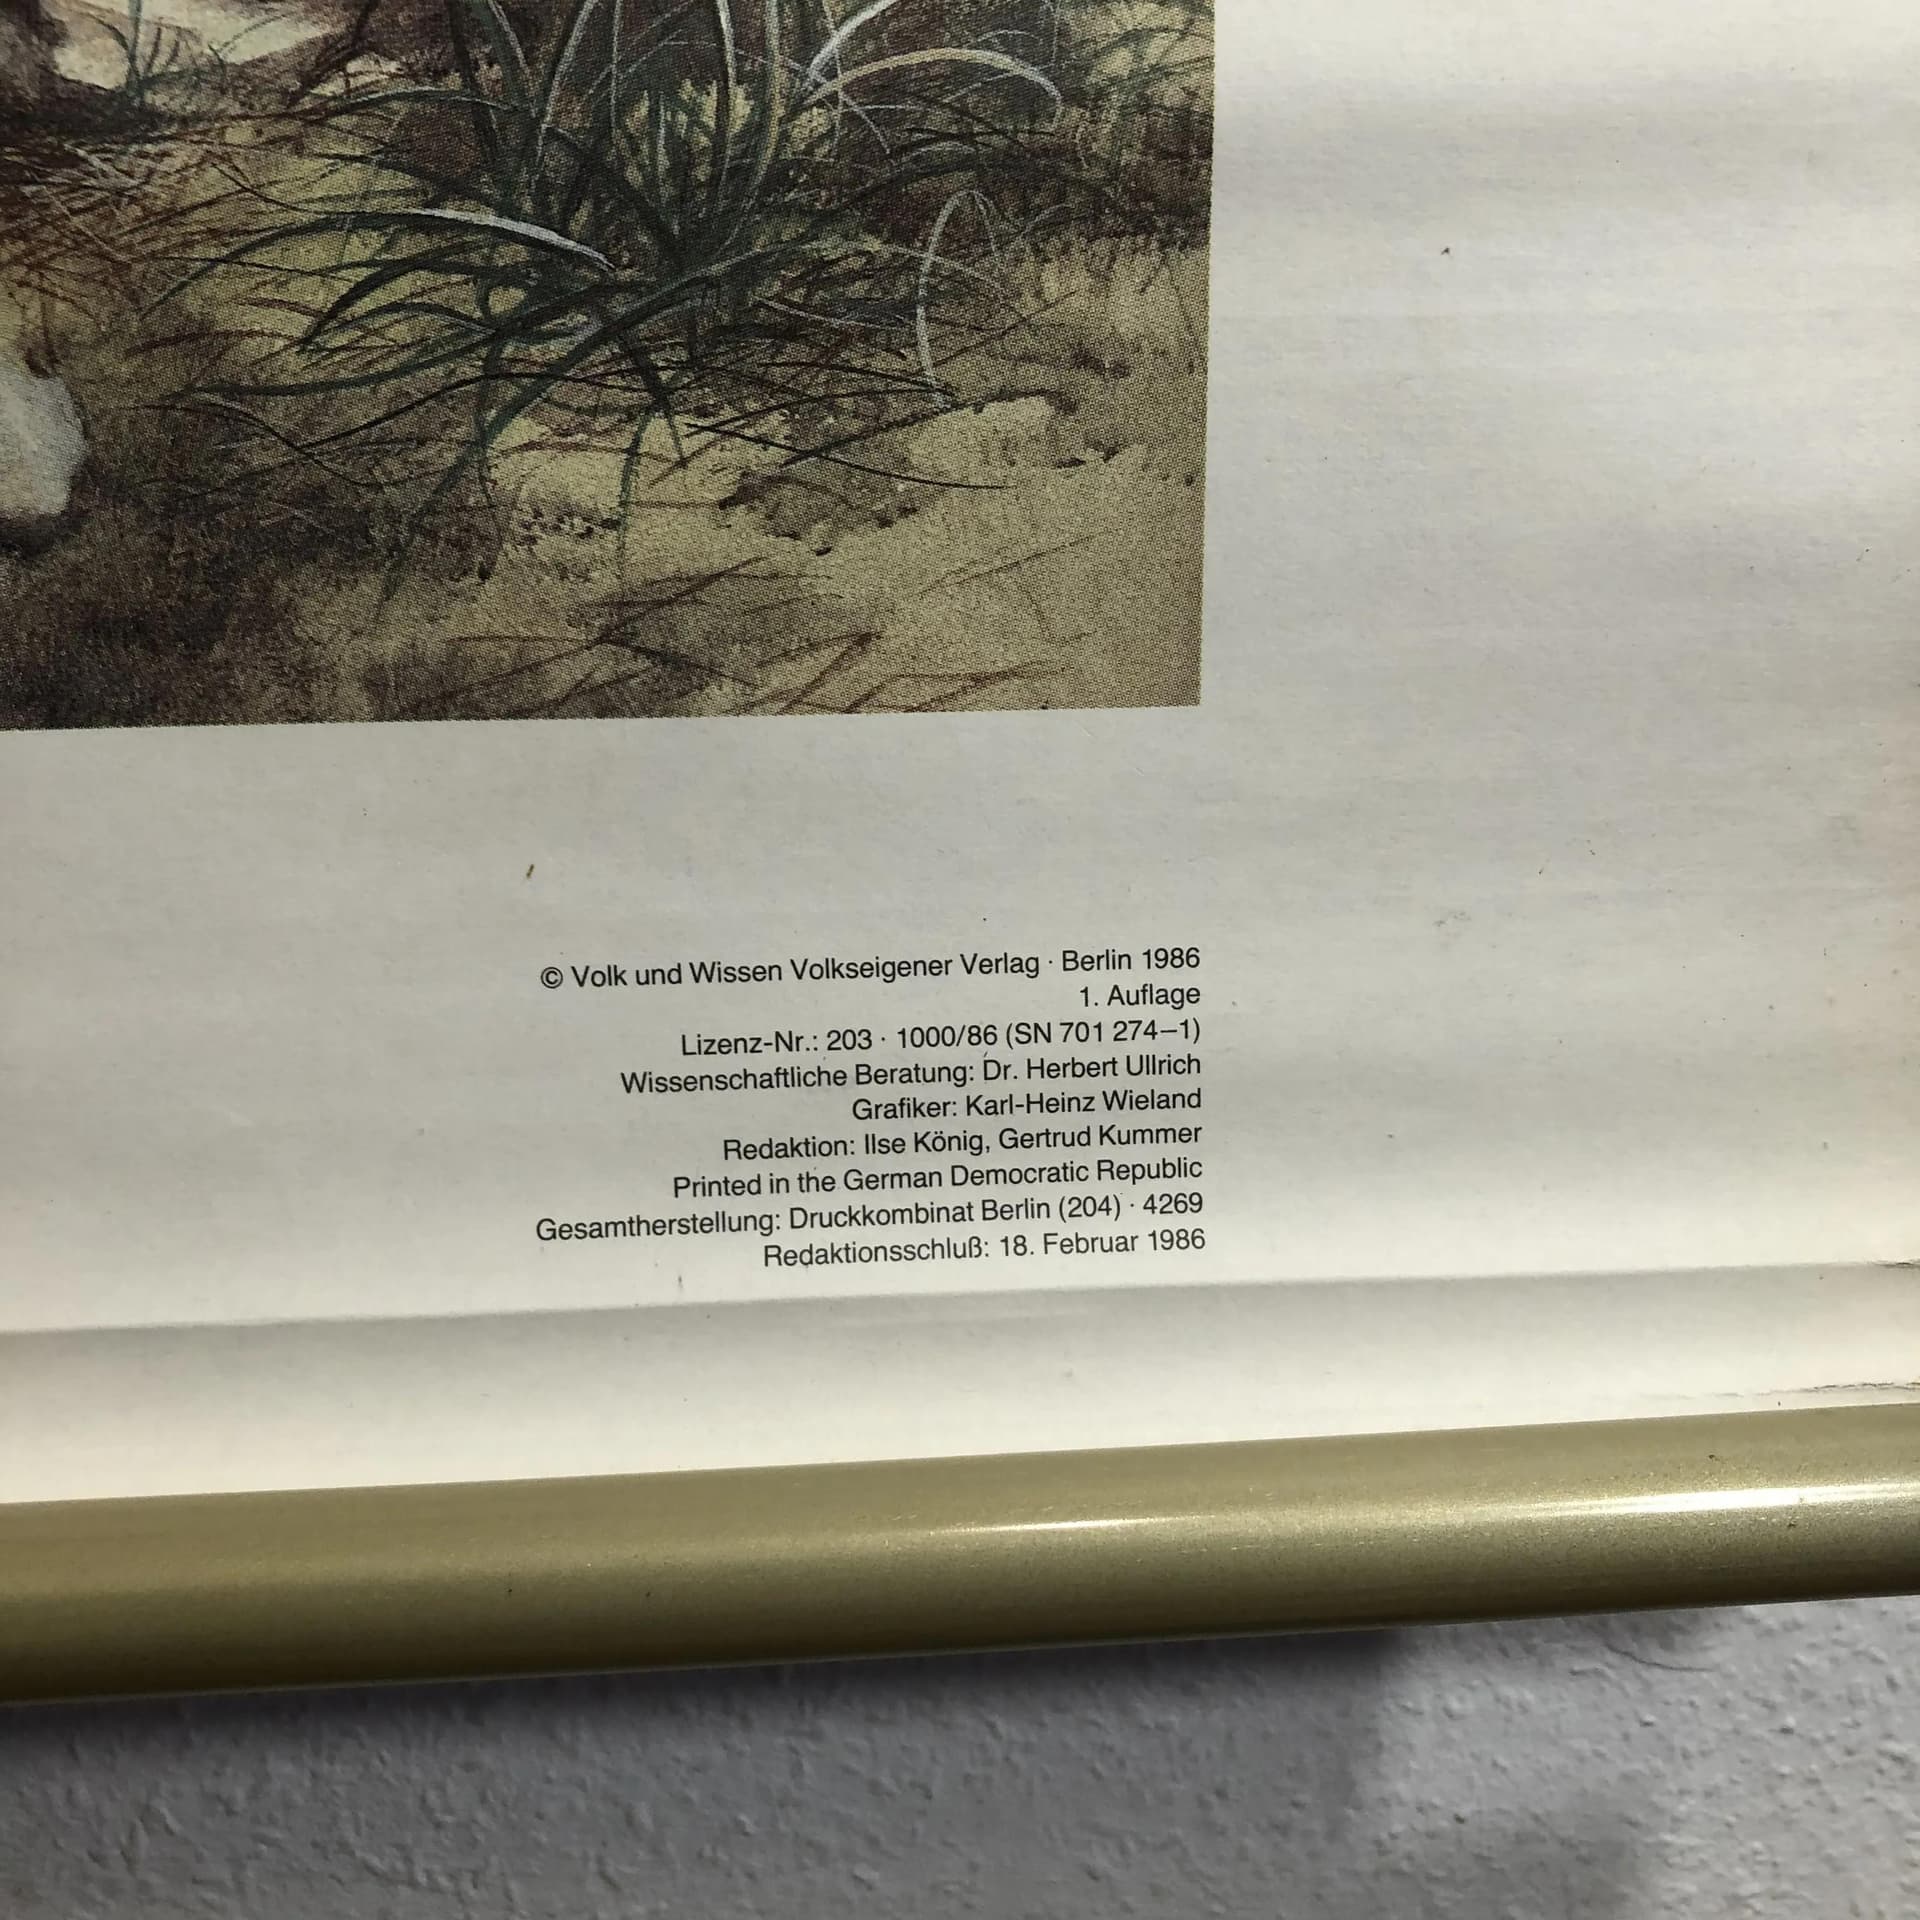 © Volk und Wissen Volkseigener Verlag · Berlin 1986
1. Auflage
Lizenz-Nr.: 203 · 1000/86 (SN 701 274–1)
Wissenschaftliche Beratung: Dr. Herbert Ullrich
Grafiker: Karl-Heinz Wieland
Redaktion: Ilse König, Gertrud Kummer
Printed in the German Democratic Republic
Gesamtherstellung: Druckkombinat Berlin (204) · 4269
Redaktionsschluß: 18. Februar 1986